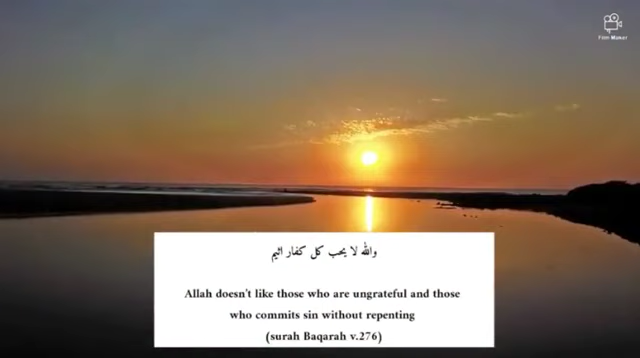 Film Maker
والله لا يحب كل كفار اثيم
Allah doesn't like those who are ungrateful and those
who commits sin without repenting
(surah Baqarah v.276)